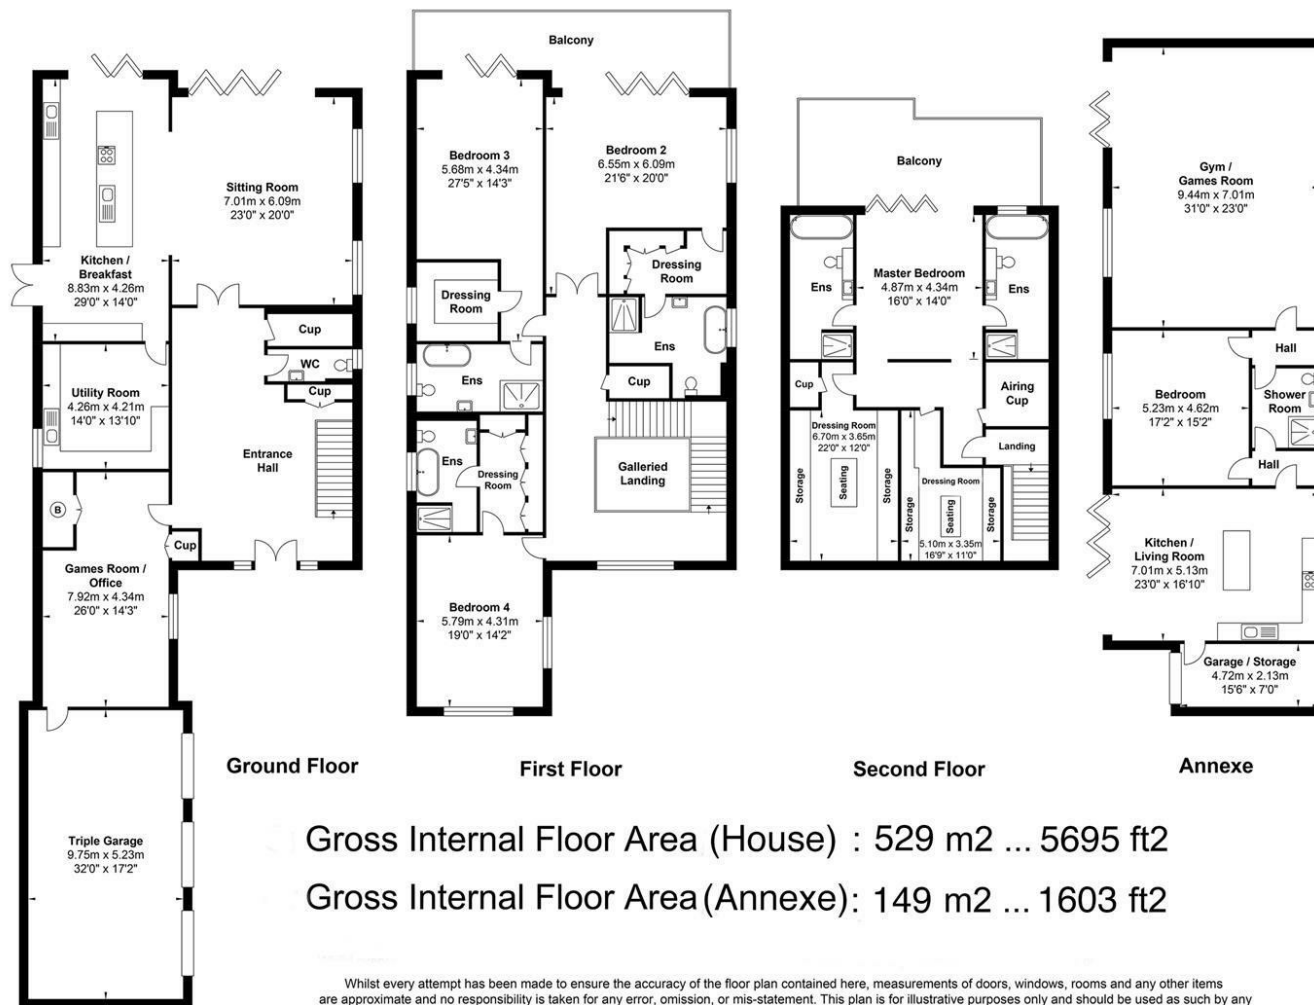 Balcony
Bedroom 3
5.68m x 4.34m
27'5" x 14'3"
Bedroom 2
6.55m x 6.09m
21'6" x 20'0"
Sitting Room
7.01m x 6.09m
23'0" x 20'0"
Kitchen /
Breakfast
8.83m x 4.26m
29'0" x 14'0"
Cup
WC
Cup
Utility Room
4.26m x 4.21m
14'0" x 13'10"
Entrance
Hall
B
Cup
Games Room /
Office
7.92m x 4.34m
26'0" x 14'3"
Triple Garage
9.75m x 5.23m
32'0" x 17'2"
Ground Floor
Dressing
Room
Dressing
Room
Ens
Ens
Cup
Ens
Dressing
Room
Galleried
Landing
Bedroom 4
5.79m x 4.31m
19'0" x 14'2"
First Floor
Balcony
Master Bedroom
4.87m x 4.34m
16'0" x 14'0"
Ens
Ens
Cup
Airing
Cup
Landing
Dressing Room
6.70m x 3.65m
22'0" x 12'0"
Storage
Seating
Storage
Dressing Room
Storage
Seating
Storage
5.10m x 3.35m
16'9" x 11'0"
Second Floor
Gym /
Games Room
9.44m x 7.01m
31'0" x 23'0"
Hall
Bedroom
5.23m x 4.62m
17'2" x 15'2"
Shower
Room
Hall
Kitchen /
Living Room
7.01m x 5.13m
23'0" x 16'10"
Garage / Storage
4.72m x 2.13m
15'6" x 7'0"
Annexe
Gross Internal Floor Area (House) : 529 m2 ... 5695 ft2
Gross Internal Floor Area (Annexe): 149 m2 ... 1603 ft2
Whilst every attempt has been made to ensure the accuracy of the floor plan contained here, measurements of doors, windows, rooms and any other items
are approximate and no responsibility is taken for any error, omission, or mis-statement. This plan is for illustrative purposes only and should be used as such by any